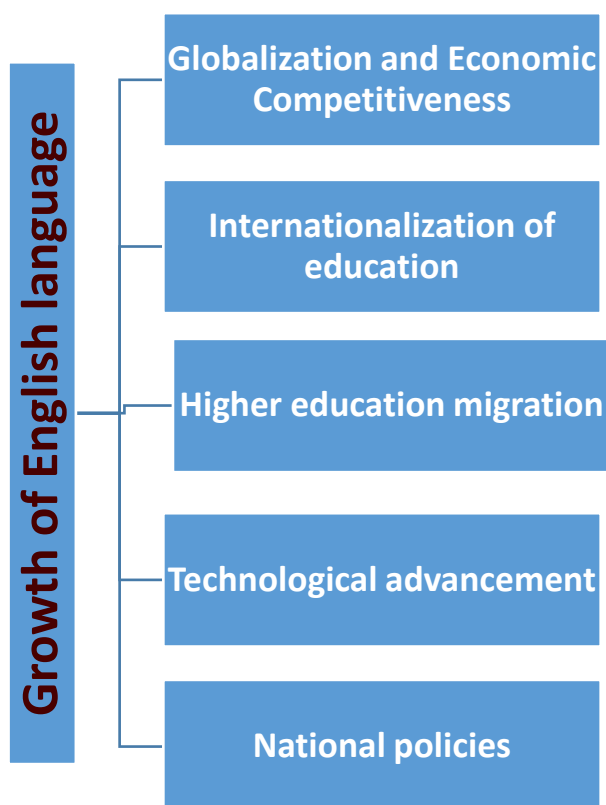 Growth of English language
Globalization and Economic
Competitiveness
Internationalization of
education
Higher education migration
Technological advancement
National policies